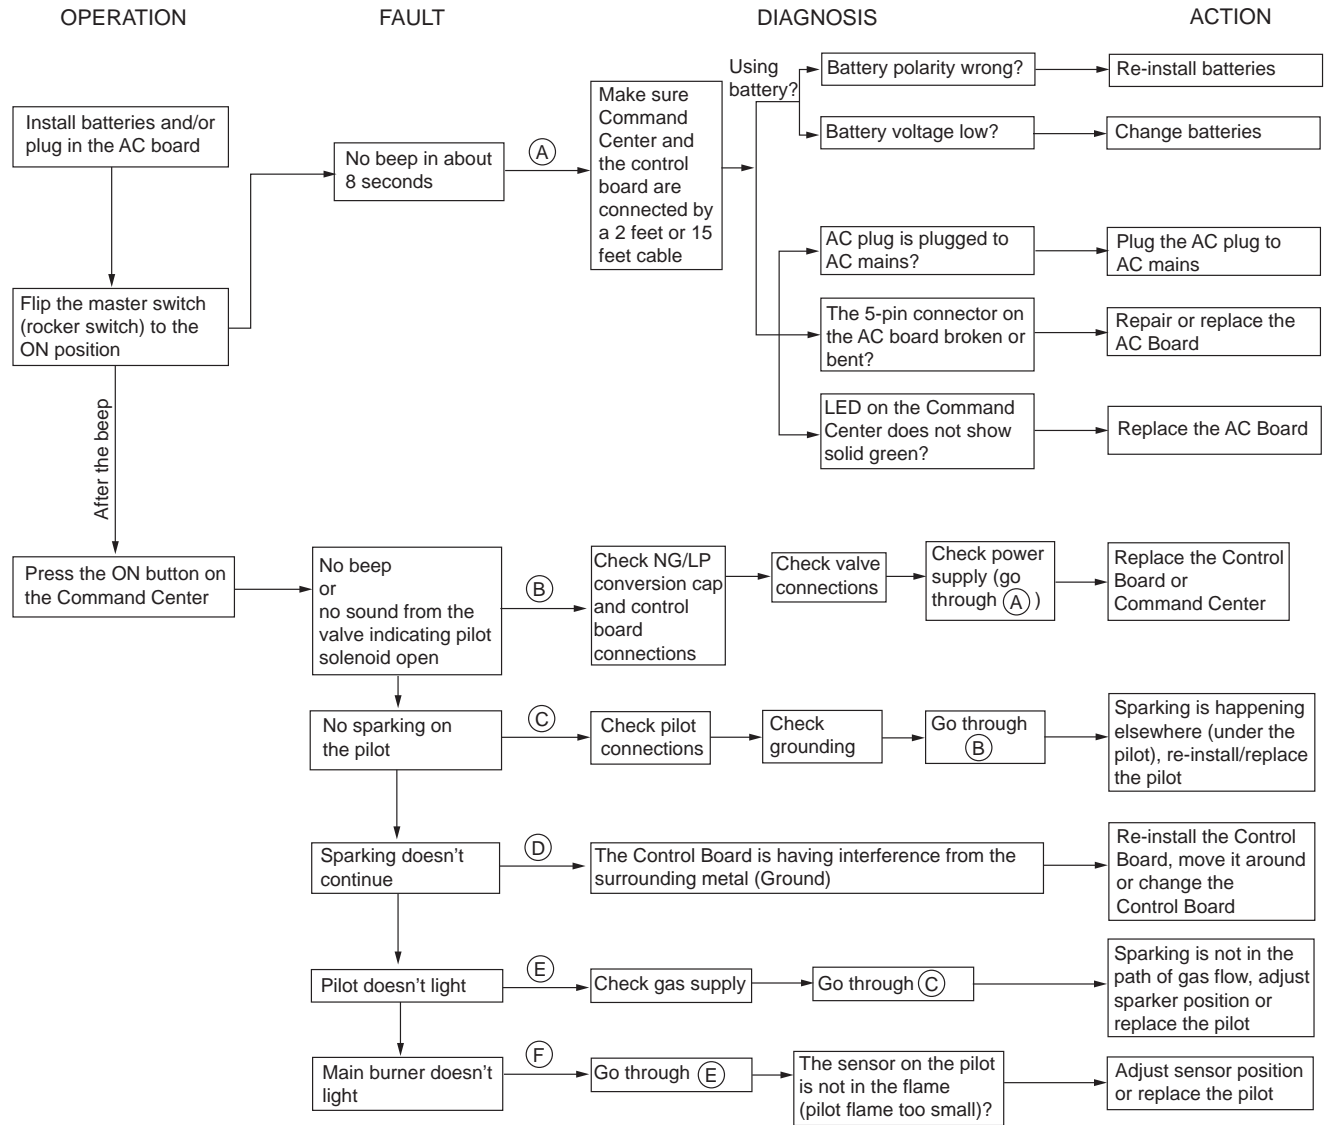 OPERATION
FAULT
DIAGNOSIS
ACTION
Install batteries and/or
plug in the AC board
Flip the master switch
(rocker switch) to the
ON position
After the beep
Press the ON button on
the Command Center
No beep in about
8 seconds
A
Make sure
Command
Center and
the control
board are
connected by
a 2 feet or 15
feet cable
Using
battery?
Battery polarity wrong?
Re-install batteries
Battery voltage low?
Change batteries
AC plug is plugged to
AC mains?
Plug the AC plug to
AC mains
The 5-pin connector on
the AC board broken or
bent?
Repair or replace the
AC Board
LED on the Command
Center does not show
solid green?
Replace the AC Board
No beep
or
no sound from the
valve indicating pilot
solenoid open
B
Check NG/LP
conversion cap
and control
board
connections
Check valve
connections
Check power
supply (go
through A )
Replace the Control
Board or
Command Center
No sparking on
the pilot
C
Check pilot
connections
Check
grounding
Go through
B
Sparking is happening
elsewhere (under the
pilot), re-install/replace
the pilot
Sparking doesn't
continue
D
The Control Board is having interference from the
surrounding metal (Ground)
Re-install the Control
Board, move it around
or change the
Control Board
Pilot doesn't light
E
Check gas supply
Go through C
Sparking is not in the
path of gas flow, adjust
sparker position or
replace the pilot
Main burner doesn't
light
F
Go through E
The sensor on the pilot
is not in the flame
(pilot flame too small)?
Adjust sensor position
or replace the pilot